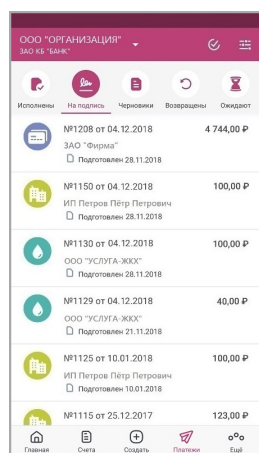 ООО "ОРГАНИЗАЦИЯ"
ЗАО КБ "БАНК"
Исполнены На подпись Черновики Возвращены Ожидают
№1208 от 04.12.2018 4 744,00 ₽
ЗАО "Фирма"
Подготовлен 28.11.2018
№1150 от 04.12.2018 100,00 ₽
ИП Петров Пётр Петрович
Подготовлен 28.11.2018
№1130 от 04.12.2018 100,00 ₽
ООО "УСЛУГА-ЖКХ"
Подготовлен 28.11.2018
№1129 от 04.12.2018 40,00 ₽
ООО "УСЛУГА-ЖКХ"
Подготовлен 21.11.2018
№1125 от 10.01.2018 100,00 ₽
ИП Петров Пётр Петрович
Подготовлен 10.01.2018
№1115 от 25.12.2017 123,00 ₽
Главная Счета Создать Платежи Ещё